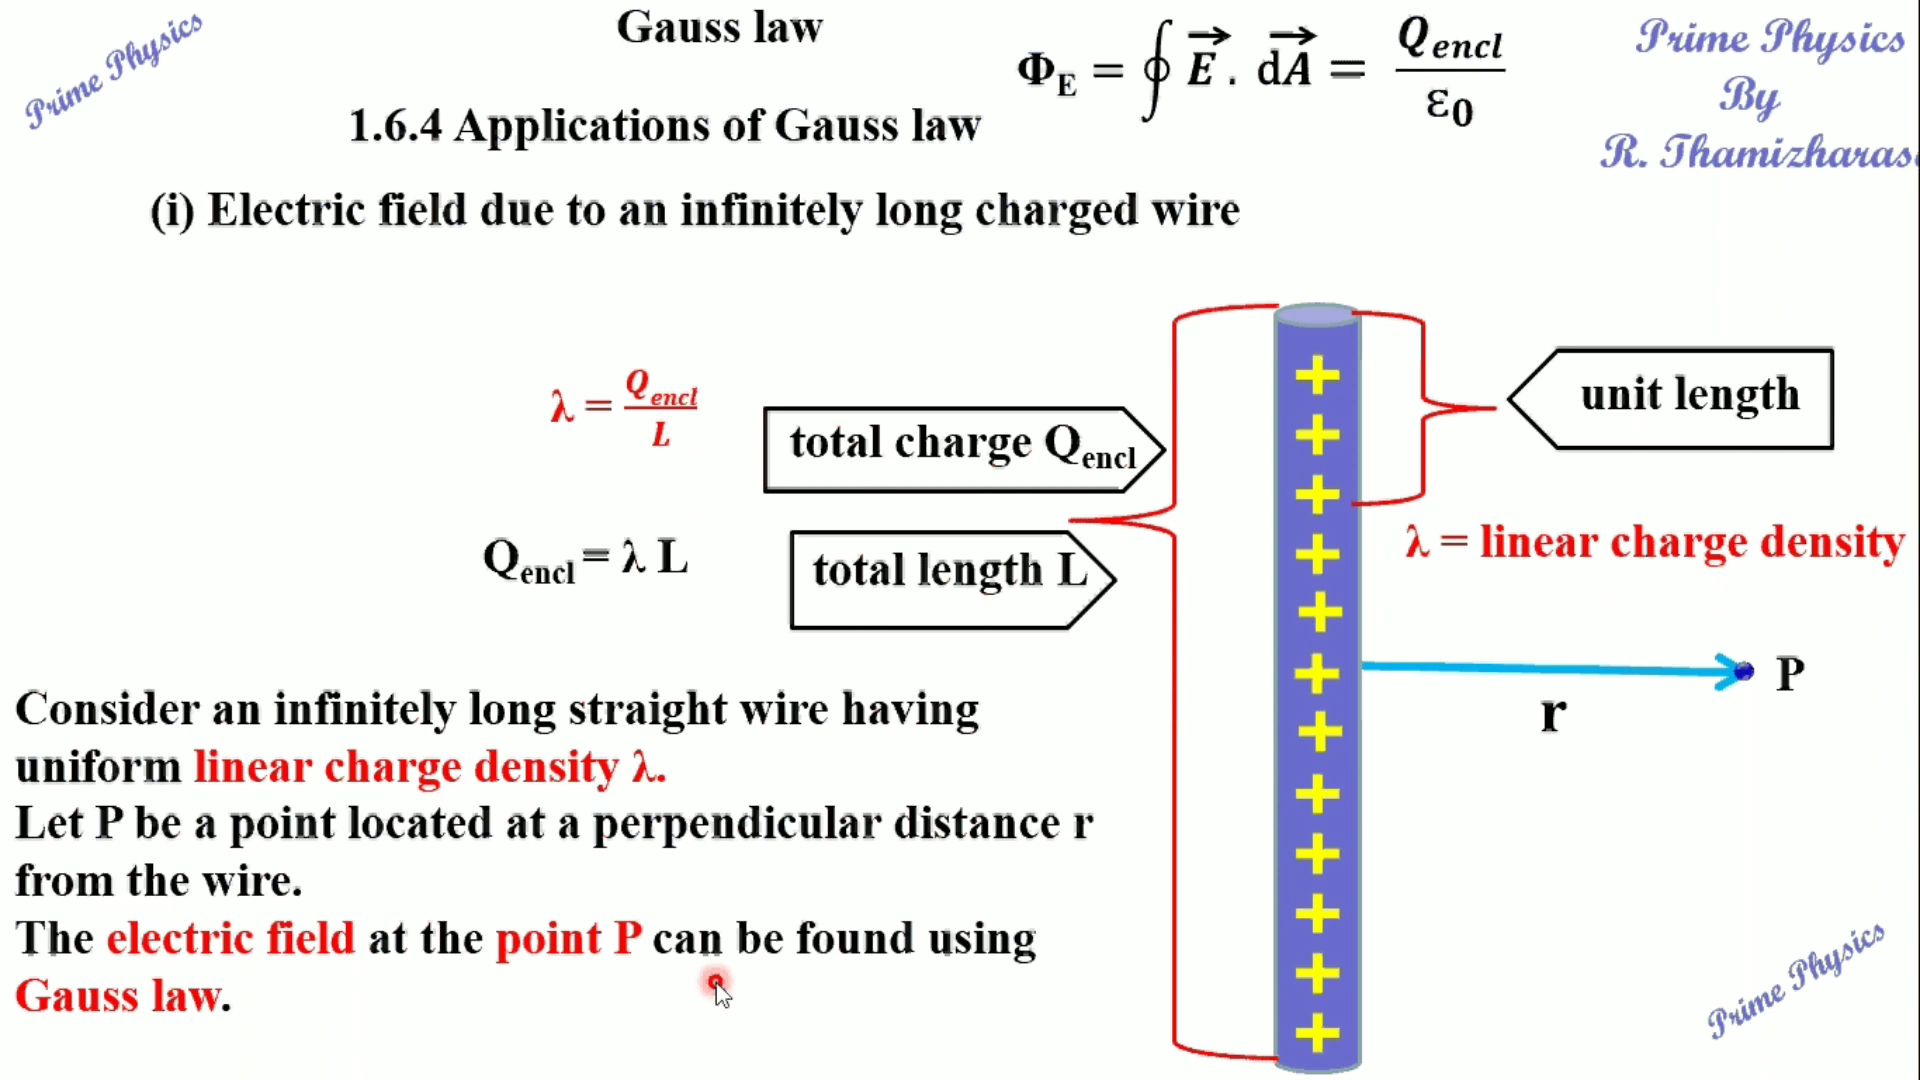 Prime Physics
Gauss law
Φ_E = ∮ E⃗ . dA⃗ = Q_encl / ε₀
Prime Physics
By
R. Thamizharas
1.6.4 Applications of Gauss law
(i) Electric field due to an infinitely long charged wire
λ = Q_encl / L
total charge Q_encl
unit length
Q_encl = λ L
total length L
λ = linear charge density
+ + + + + + + + + + + +
P
r
Consider an infinitely long straight wire having
uniform linear charge density λ.
Let P be a point located at a perpendicular distance r
from the wire.
The electric field at the point P can be found using
Gauss law.
Prime Physics